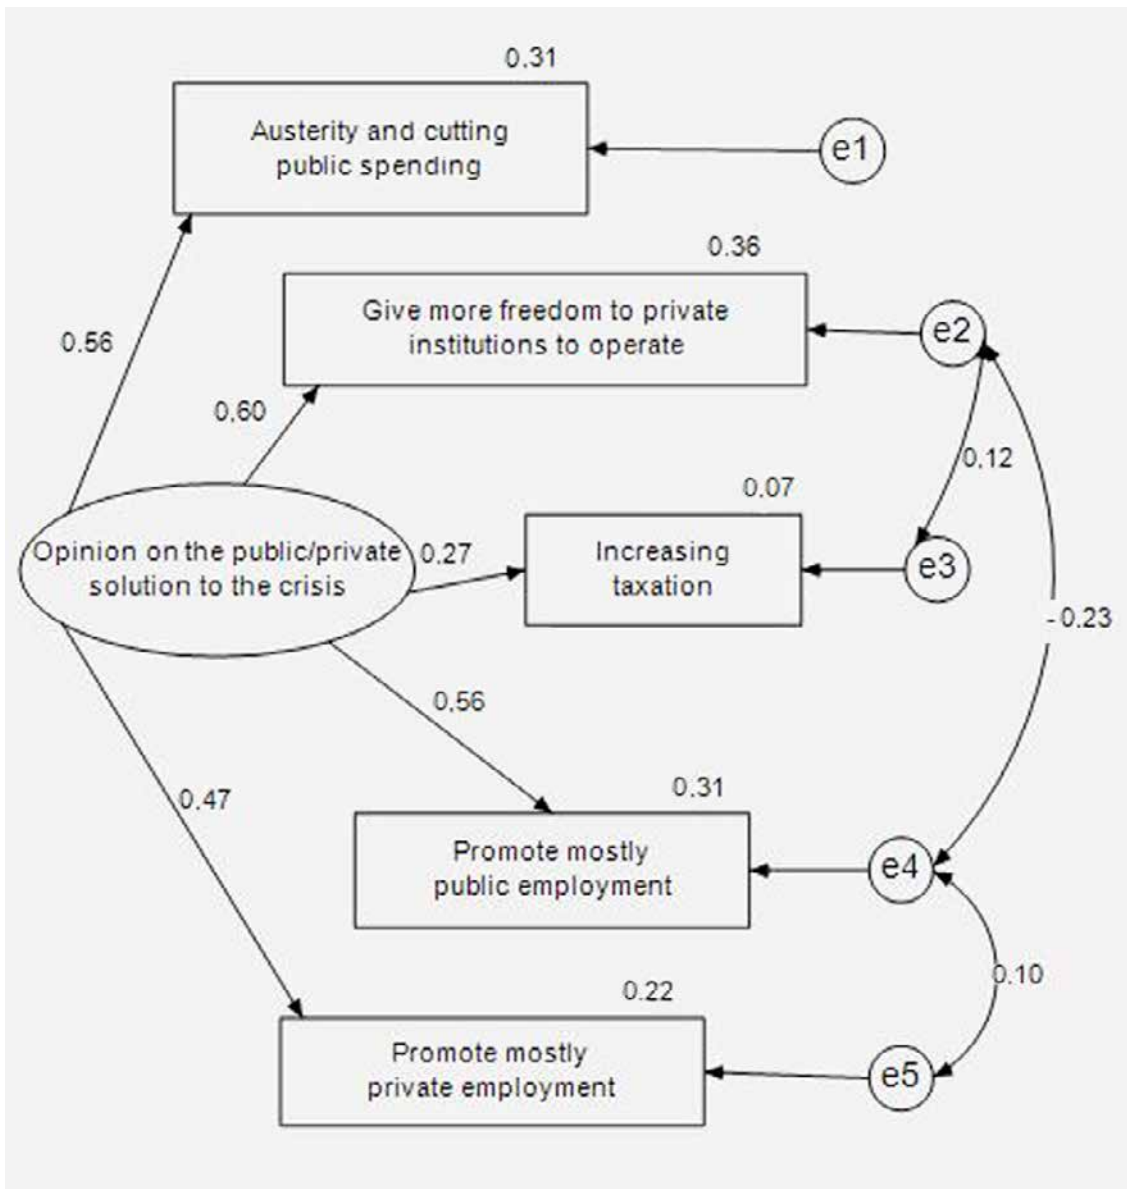 0.31
Austerity and cutting
public spending
e1
0.36
Give more freedom to private
institutions to operate
e2
0.56
0.60
0.12
0.07
Opinion on the public/private
solution to the crisis
0.27
Increasing
taxation
e3
-0.23
0.56
0.31
0.47
Promote mostly
public employment
e4
0.10
0.22
Promote mostly
private employment
e5